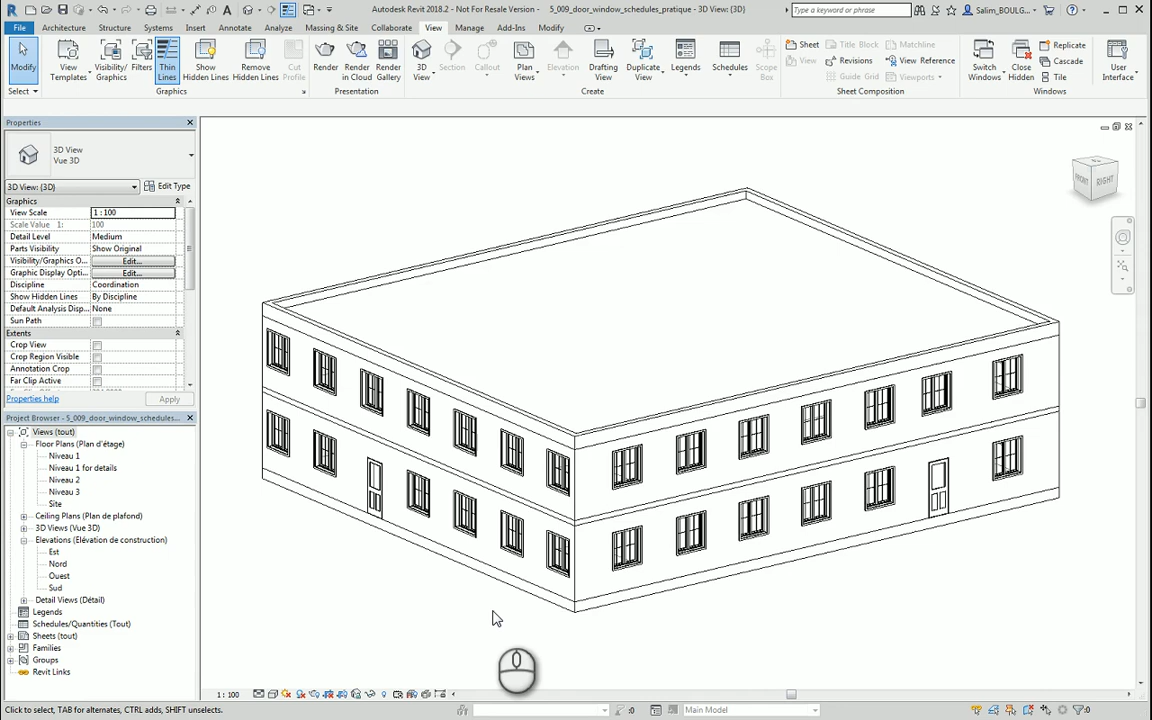 Autodesk Revit 2018.2 - Not For Resale Version - 5_009_door_window_schedules_pratique - 3D View: {3D}
Type a keyword or phrase
Salim_BOULG...
File Architecture Structure Systems Insert Annotate Analyze Massing & Site Collaborate View Manage Add-Ins Modify
Modify
View Templates
Visibility/ Graphics
Filters
Thin Lines
Show Hidden Lines
Remove Hidden Lines
Cut Profile
Render
Render in Cloud
Render Gallery
3D View
Section
Callout
Plan Views
Elevation
Drafting View
Duplicate View
Legends
Schedules
Scope Box
Sheet
Title Block
Matchline
View
Revisions
View Reference
Guide Grid
Viewports
Switch Windows
Close Hidden
Replicate
Cascade
Tile
User Interface
Select Graphics Presentation Create Sheet Composition Windows
Properties
3D View
Vue 3D
3D View: {3D}
Edit Type
Graphics
View Scale 1 : 100
Scale Value 1: 100
Detail Level Medium
Parts Visibility Show Original
Visibility/Graphics O... Edit...
Graphic Display Opti... Edit...
Discipline Coordination
Show Hidden Lines By Discipline
Default Analysis Disp... None
Sun Path
Extents
Crop View
Crop Region Visible
Annotation Crop
Far Clip Active
Properties help
Apply
Project Browser - 5_009_door_window_schedules...
Views (tout)
Floor Plans (Plan d'étage)
Niveau 1
Niveau 1 for details
Niveau 2
Niveau 3
Site
Ceiling Plans (Plan de plafond)
3D Views (Vue 3D)
Elevations (Elévation de construction)
Est
Nord
Ouest
Sud
Detail Views (Détail)
Legends
Schedules/Quantities (Tout)
Sheets (tout)
Families
Groups
Revit Links
FRONT RIGHT
1 : 100
Click to select, TAB for alternates, CTRL adds, SHIFT unselects.
:0
Main Model
:0